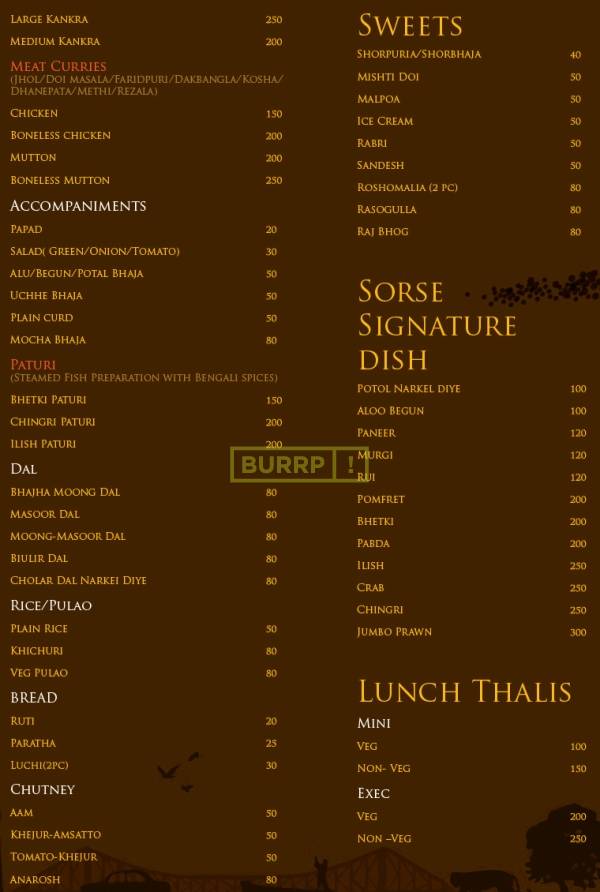 Large Kankra 250
Medium Kankra 200
Meat Curries
(Jhol/Doi masala/Faridpuri/Dakbangla/Kosha/
Dhanepata/Methi/Rezala)
Chicken 150
Boneless chicken 200
Mutton 200
Boneless Mutton 250
Accompaniments
Papad 20
Salad( Green/Onion/Tomato) 30
Alu/Begun/Potal Bhaja 50
Uchhe Bhaja 50
Plain curd 50
Mocha Bhaja 80
Paturi
(Steamed Fish Preparation with Bengali spices)
Bhetki Paturi 150
Chingri Paturi 200
Ilish Paturi 200
Dal
Bhajha Moong Dal 80
Masoor Dal 80
Moong-Masoor Dal 80
Biulir Dal 80
Cholar Dal Narkei Diye 80
Rice/Pulao
Plain Rice 50
Khichuri 80
Veg Pulao 80
BREAD
Ruti 20
Paratha 25
Luchi(2pc) 30
Chutney
Aam 50
Khejur-Amsatto 50
Tomato-Khejur 50
Anarosh 80
Sweets
Shorpuria/Shorbhaja 40
Mishti Doi 50
Malpoa 50
Ice Cream 50
Rabri 50
Sandesh 50
Roshomalia (2 pc) 80
Rasogulla 80
Raj Bhog 80
Sorse
Signature
dish
Potol Narkel diye 100
Aloo Begun 100
Paneer 120
Murgi 120
Rui 120
Pomfret 200
Bhetki 200
Pabda 200
Ilish 250
Crab 250
Chingri 250
Jumbo Prawn 300
Lunch Thalis
Mini
Veg 100
Non- Veg 150
Exec
Veg 200
Non –Veg 250
BURRP!